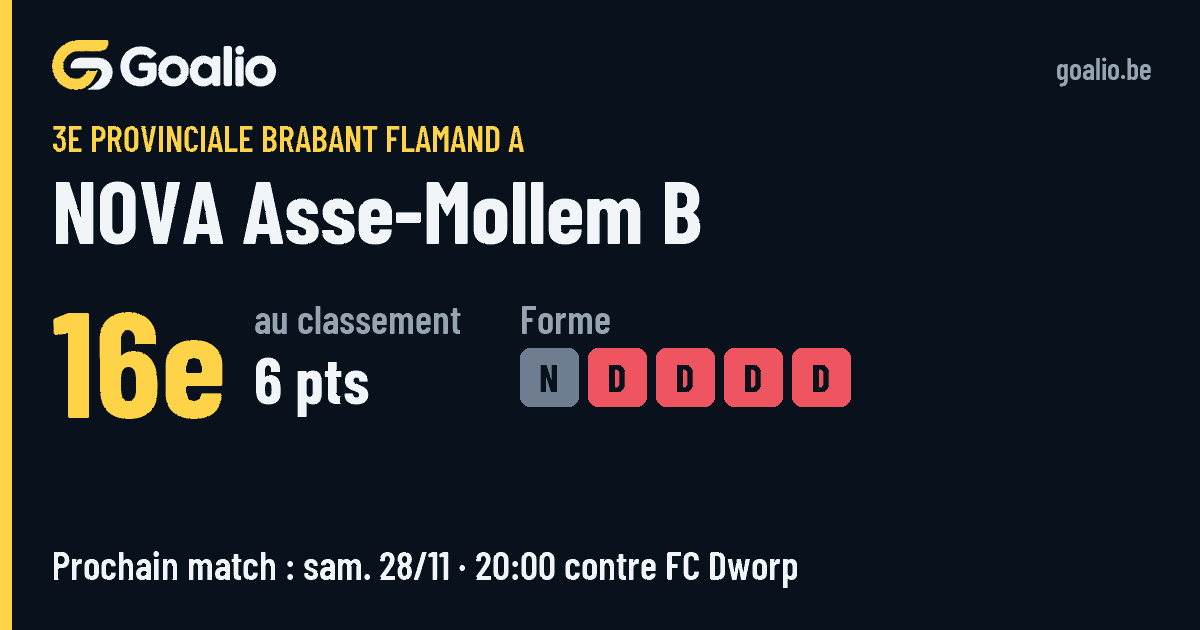 Goalio
goalio.be
3E PROVINCIALE BRABANT FLAMAND A
NOVA Asse-Mollem B
16e
au classement
6 pts
Forme
N D D D D
Prochain match : sam. 28/11 · 20:00 contre FC Dworp